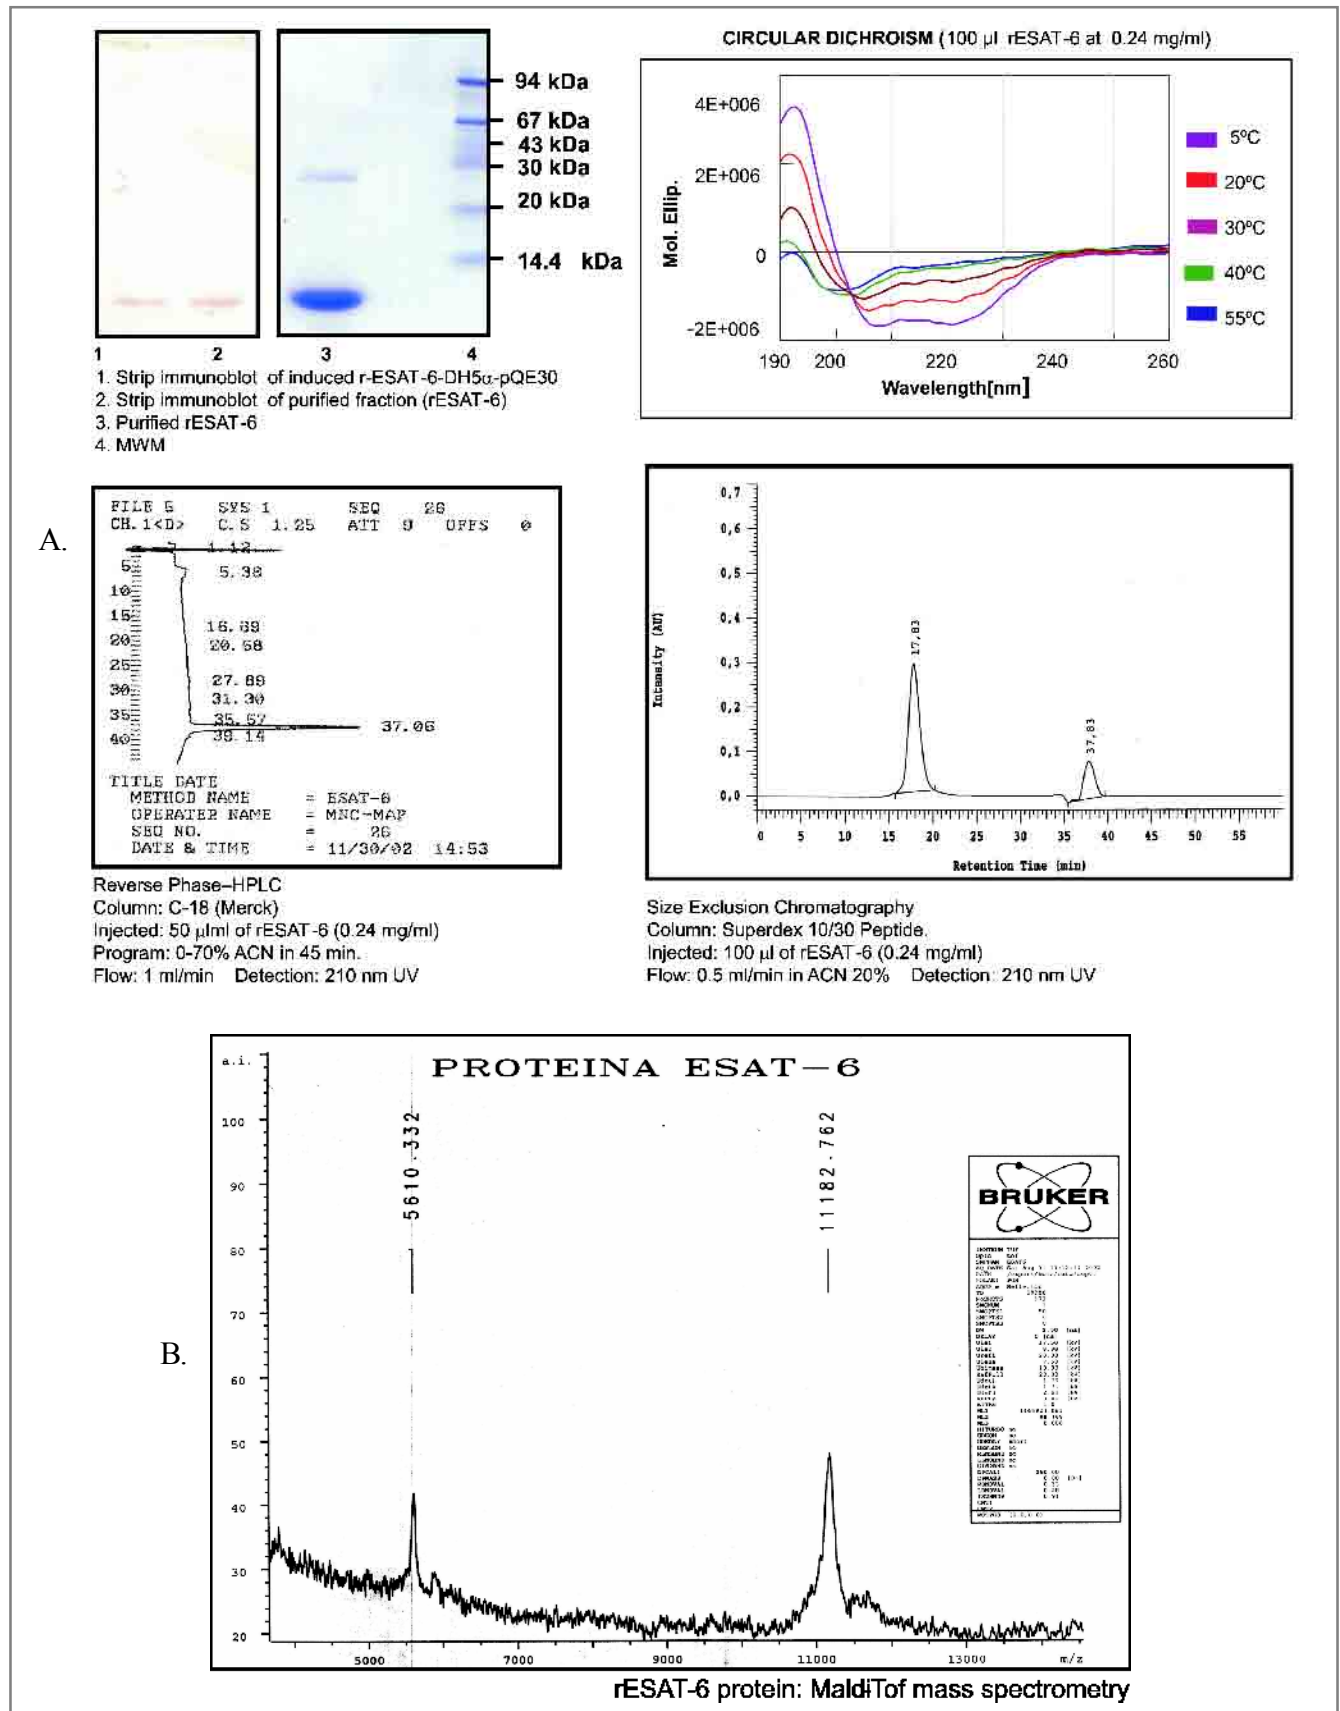 94 kDa
67 kDa
43 kDa
30 kDa
20 kDa
14.4 kDa
1 2 3 4
1. Strip immunoblot of induced r-ESAT-6-DH5α-pQE30
2. Strip immunoblot of purified fraction (rESAT-6)
3. Purified rESAT-6
4. MWM
CIRCULAR DICHROISM (100 µl rESAT-6 at 0.24 mg/ml)
Mol. Ellip.
4E+006
2E+006
0
-2E+006
190 200 220 240 260
Wavelength[nm]
5ºC
20ºC
30ºC
40ºC
55ºC
A.
FILE 6 SYS 1 SEQ 26
CH.1<D> C.S 1.25 ATT 9 OFFS 0
1.12
5 5.38
10
15 16.69
20 20.58
25 27.89
30 31.30
35 35.57
37.06
40 39.14
TITLE DATE
METHOD NAME = ESAT-6
OPERATER NAME = MNC-MAP
SEQ NO. = 26
DATE & TIME = 11/30/02 14:53
Reverse Phase–HPLC
Column: C-18 (Merck)
Injected: 50 µlml of rESAT-6 (0.24 mg/ml)
Program: 0-70% ACN in 45 min.
Flow: 1 ml/min Detection: 210 nm UV
Intensity (AU)
0,7
0,6
0,5
0,4
0,3
0,2
0,1
0,0
17,83
37,83
0 5 10 15 20 25 30 35 40 45 50 55
Retention Time (min)
Size Exclusion Chromatography
Column: Superdex 10/30 Peptide.
Injected: 100 µl of rESAT-6 (0.24 mg/ml)
Flow: 0.5 ml/min in ACN 20% Detection: 210 nm UV
B.
PROTEINA ESAT-6
a.i.
100
90
80
70
60
50
40
30
20
5610.332
11182.762
BRUKER
5000 7000 9000 11000 13000 m/z
rESAT-6 protein: MaldiTof mass spectrometry